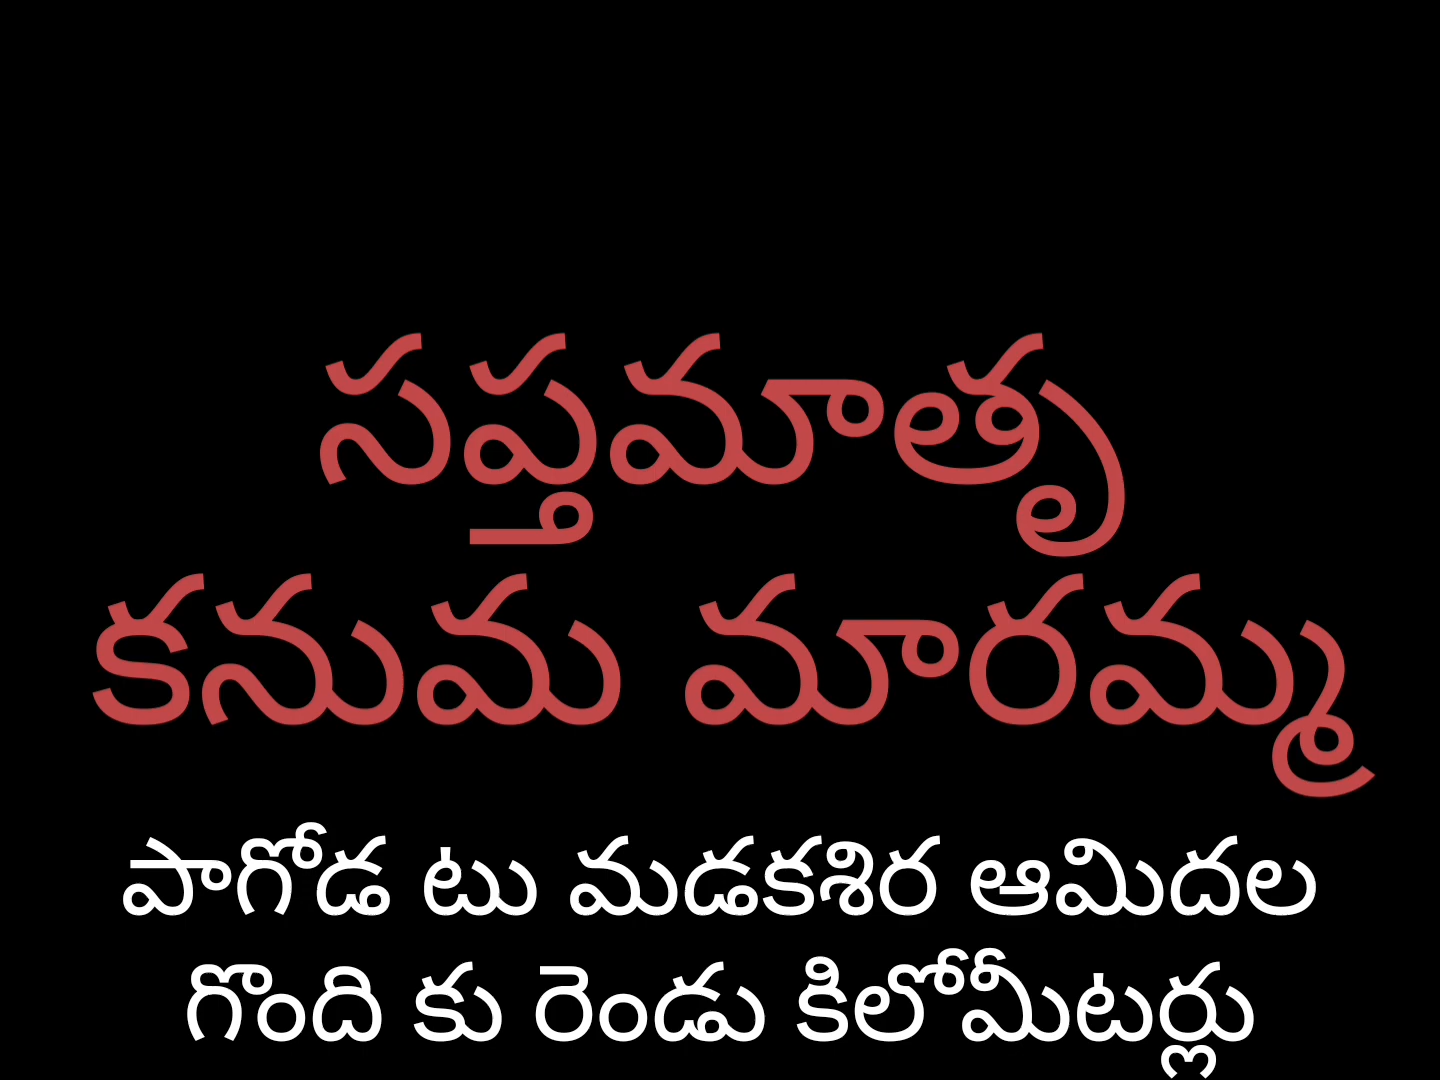 సప్తమాతృ
కనుమ మారమ్మ
పాగోడ టు మడకశిర ఆమిదల
గొంది కు రెండు కిలోమీటర్లు